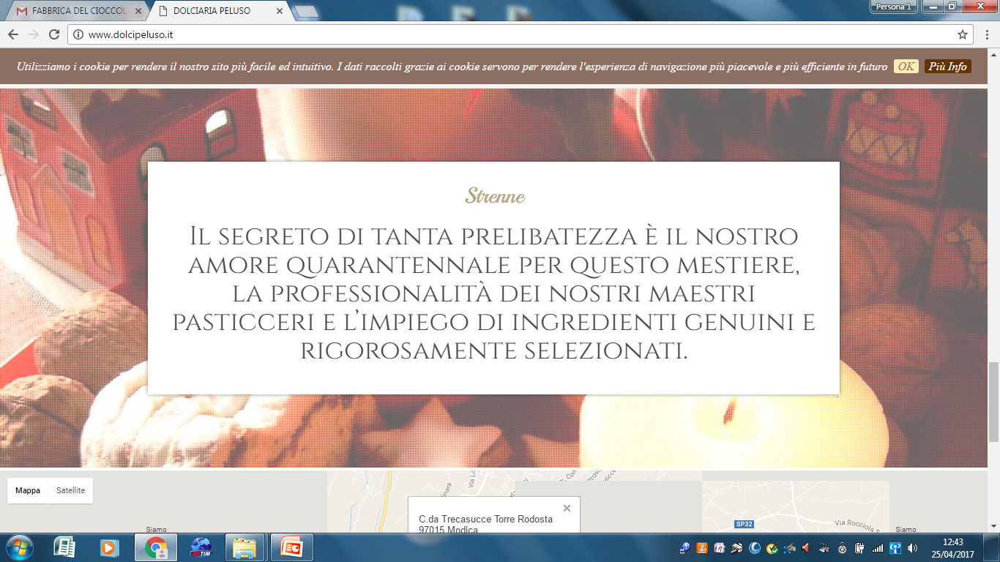 FABBRICA DEL CIOCCOL
DOLCIARIA PELUSO
Persona 1
www.dolcipeluso.it
Utilizziamo i cookie per rendere il nostro sito più facile ed intuitivo. I dati raccolti grazie ai cookie servono per rendere l'esperienza di navigazione più piacevole e più efficiente in futuro OK Più Info
Strenne
Il segreto di tanta prelibatezza è il nostro
amore quarantennale per questo mestiere,
la professionalità dei nostri maestri
pasticceri e l’impiego di ingredienti genuini e
rigorosamente selezionati.
Mappa Satellite
C.da Trecasucce Torre Rodosta
97015 Modica
SP32
Via Rocciola S
Siamo
Siamo
TIM
12:43
25/04/2017